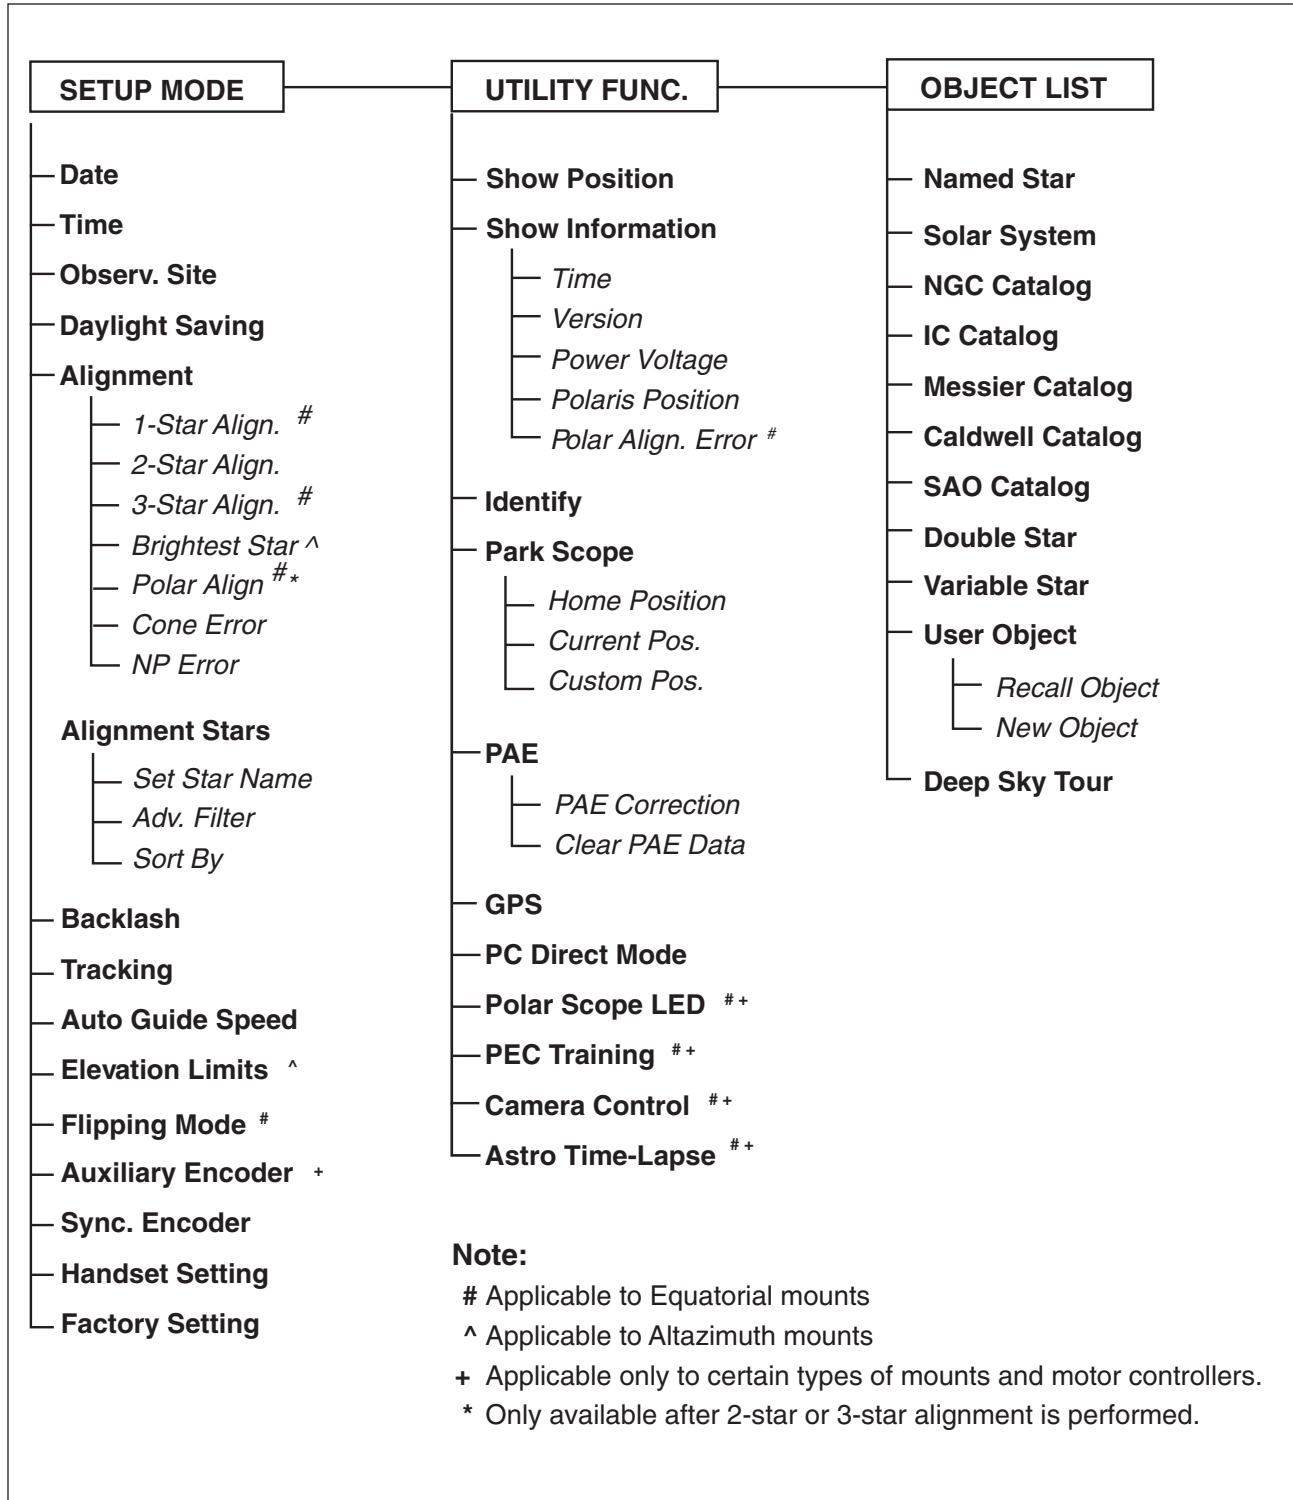 SETUP MODE
Date
Time
Observ. Site
Daylight Saving
Alignment
1-Star Align. #
2-Star Align.
3-Star Align. #
Brightest Star ^
Polar Align #*
Cone Error
NP Error
Alignment Stars
Set Star Name
Adv. Filter
Sort By
Backlash
Tracking
Auto Guide Speed
Elevation Limits ^
Flipping Mode #
Auxiliary Encoder +
Sync. Encoder
Handset Setting
Factory Setting
UTILITY FUNC.
Show Position
Show Information
Time
Version
Power Voltage
Polaris Position
Polar Align. Error #
Identify
Park Scope
Home Position
Current Pos.
Custom Pos.
PAE
PAE Correction
Clear PAE Data
GPS
PC Direct Mode
Polar Scope LED # +
PEC Training # +
Camera Control # +
Astro Time-Lapse # +
OBJECT LIST
Named Star
Solar System
NGC Catalog
IC Catalog
Messier Catalog
Caldwell Catalog
SAO Catalog
Double Star
Variable Star
User Object
Recall Object
New Object
Deep Sky Tour
Note:
# Applicable to Equatorial mounts
^ Applicable to Altazimuth mounts
+ Applicable only to certain types of mounts and motor controllers.
* Only available after 2-star or 3-star alignment is performed.